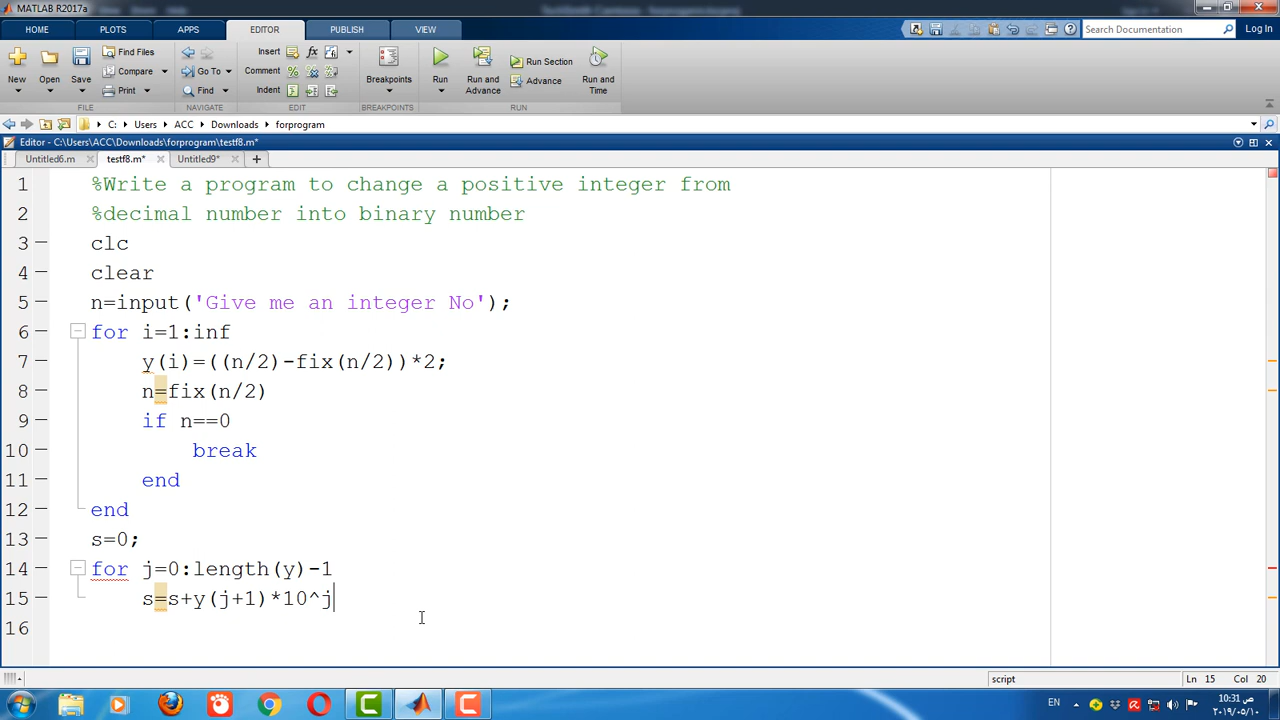 MATLAB R2017a
HOME PLOTS APPS EDITOR PUBLISH VIEW Search Documentation Log In
New Open Save Find Files Compare Print Insert Comment Indent Go To Find Breakpoints Run Run and Advance Run Section Advance Run and Time
FILE NAVIGATE EDIT BREAKPOINTS RUN
C: Users ACC Downloads forprogram
Editor - C:\Users\ACC\Downloads\forprogram\testf8.m*
Untitled6.m testf8.m* Untitled9*
1 %Write a program to change a positive integer from
2 %decimal number into binary number
3 clc
4 clear
5 n=input('Give me an integer No');
6 for i=1:inf
7 y(i)=((n/2)-fix(n/2))*2;
8 n=fix(n/2)
9 if n==0
10 break
11 end
12 end
13 s=0;
14 for j=0:length(y)-1
15 s=s+y(j+1)*10^j
16
script Ln 15 Col 20
EN 10:31 ص
٢٠١٩/٠٥/١٠